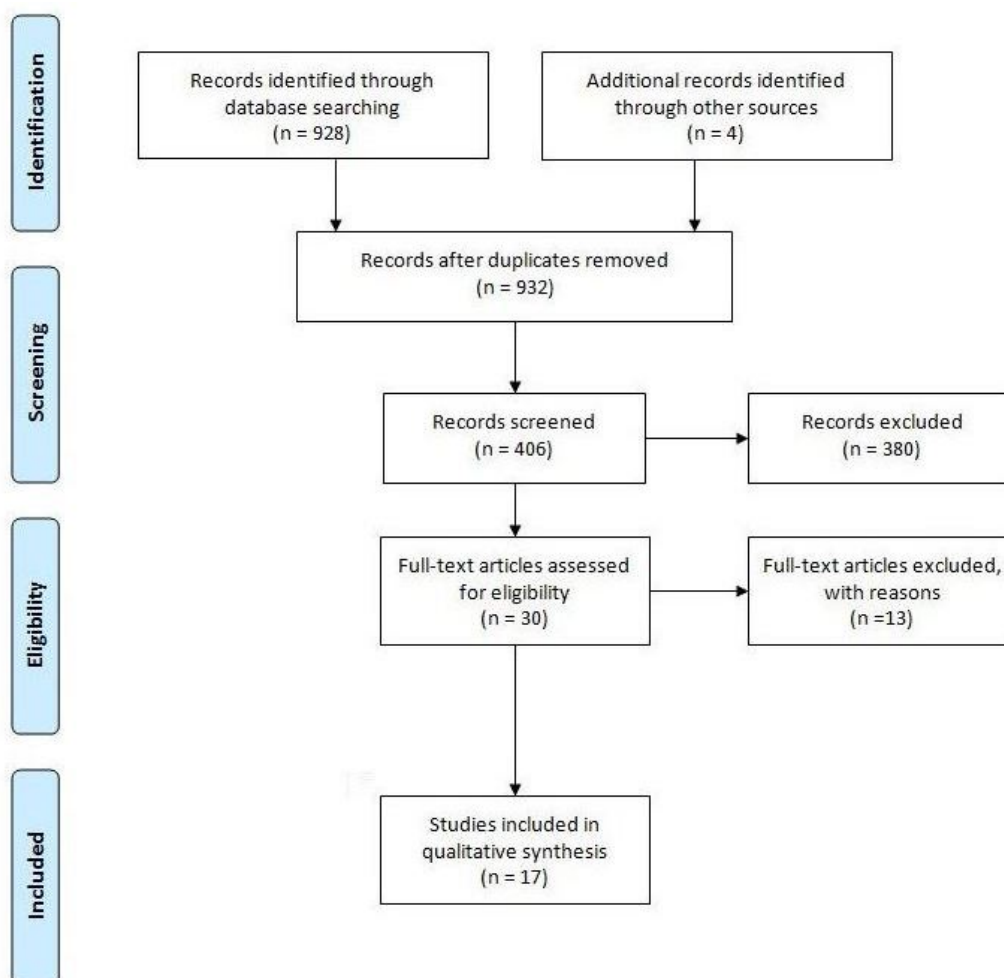 Identification
Records identified through
database searching
(n = 928)
Additional records identified
through other sources
(n = 4)
Records after duplicates removed
(n = 932)
Screening
Records screened
(n = 406)
Records excluded
(n = 380)
Eligibility
Full-text articles assessed
for eligibility
(n = 30)
Full-text articles excluded,
with reasons
(n =13)
Included
Studies included in
qualitative synthesis
(n = 17)